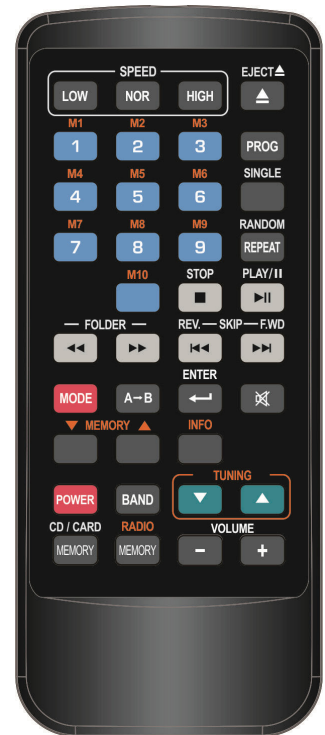 SPEED EJECT ⏏
LOW NOR HIGH ⏏
M1 M2 M3
1 2 3 PROG
M4 M5 M6 SINGLE
4 5 6
M7 M8 M9 RANDOM
7 8 9 REPEAT
M10 STOP PLAY/II
■ ▶II
FOLDER REV. — SKIP — F.WD
◀◀ ▶▶ I◀◀ ▶▶I
ENTER
MODE A→B ↵
▼ MEMORY ▲ INFO
TUNING
POWER BAND ▼ ▲
CD / CARD RADIO VOLUME
MEMORY MEMORY − +